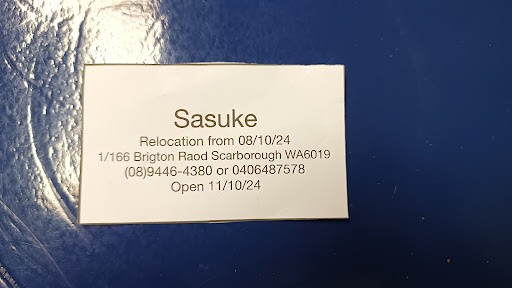 Sasuke
Relocation from 08/10/24
1/166 Brigton Raod Scarborough WA6019
(08)9446-4380 or 0406487578
Open 11/10/24